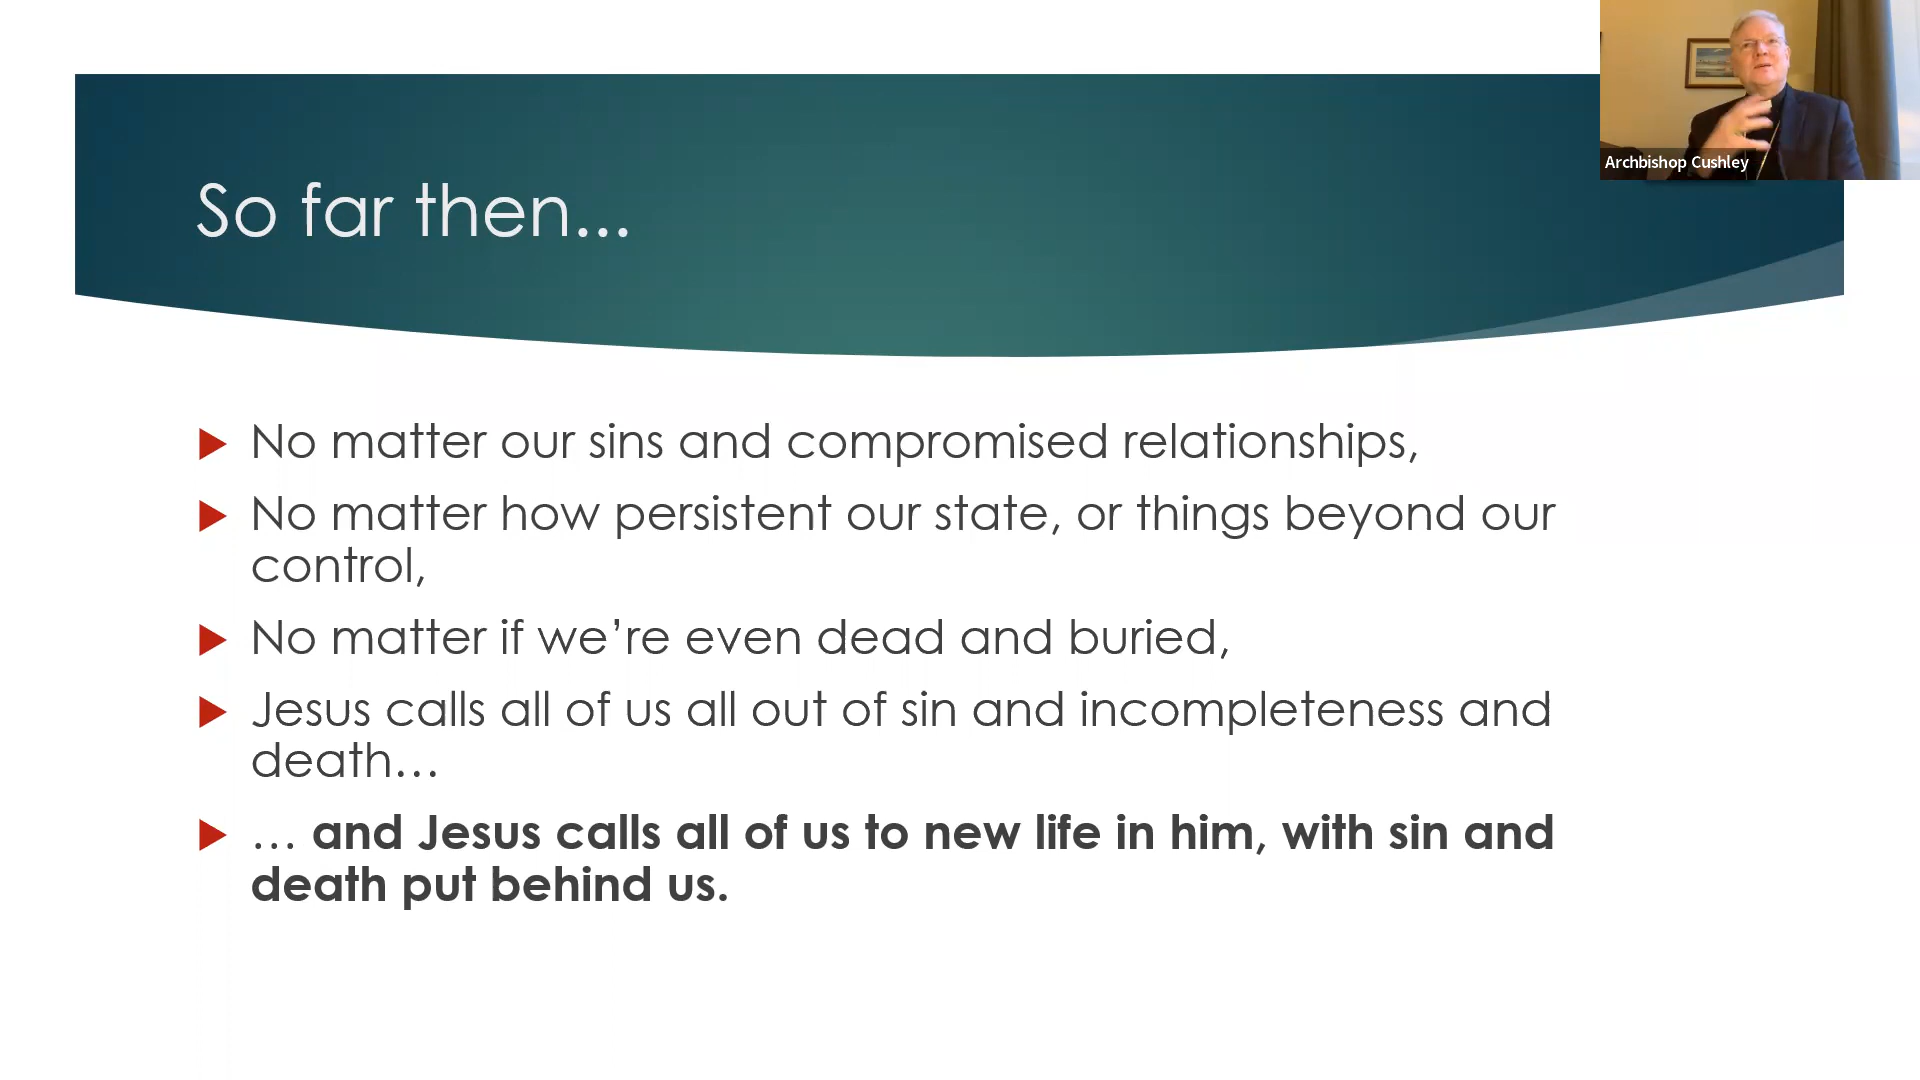 Archbishop Cushley
So far then...
No matter our sins and compromised relationships,
No matter how persistent our state, or things beyond our
control,
No matter if we’re even dead and buried,
Jesus calls all of us all out of sin and incompleteness and
death…
… and Jesus calls all of us to new life in him, with sin and
death put behind us.